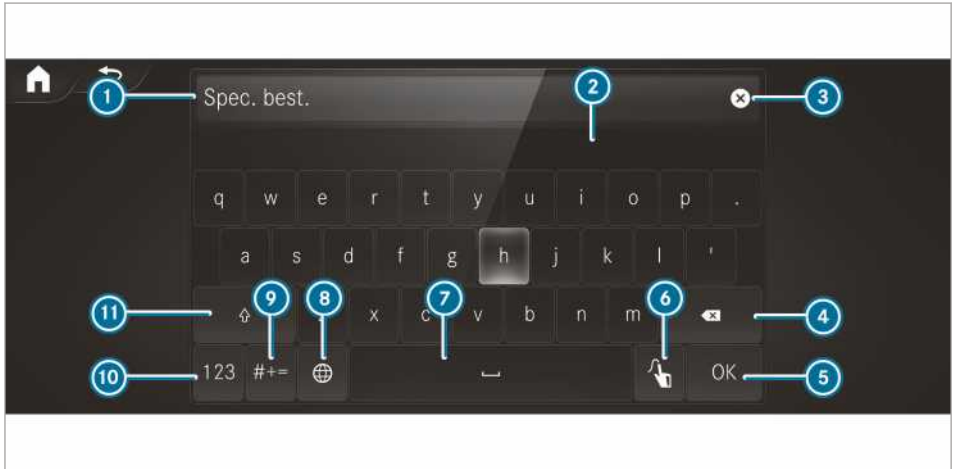 1 Spec. best. 2 3
q w e r t y u i o p .
a s d f g h j k l '
11 9 8 x c 7 v b n m 6 4
10 123 #+= OK 5